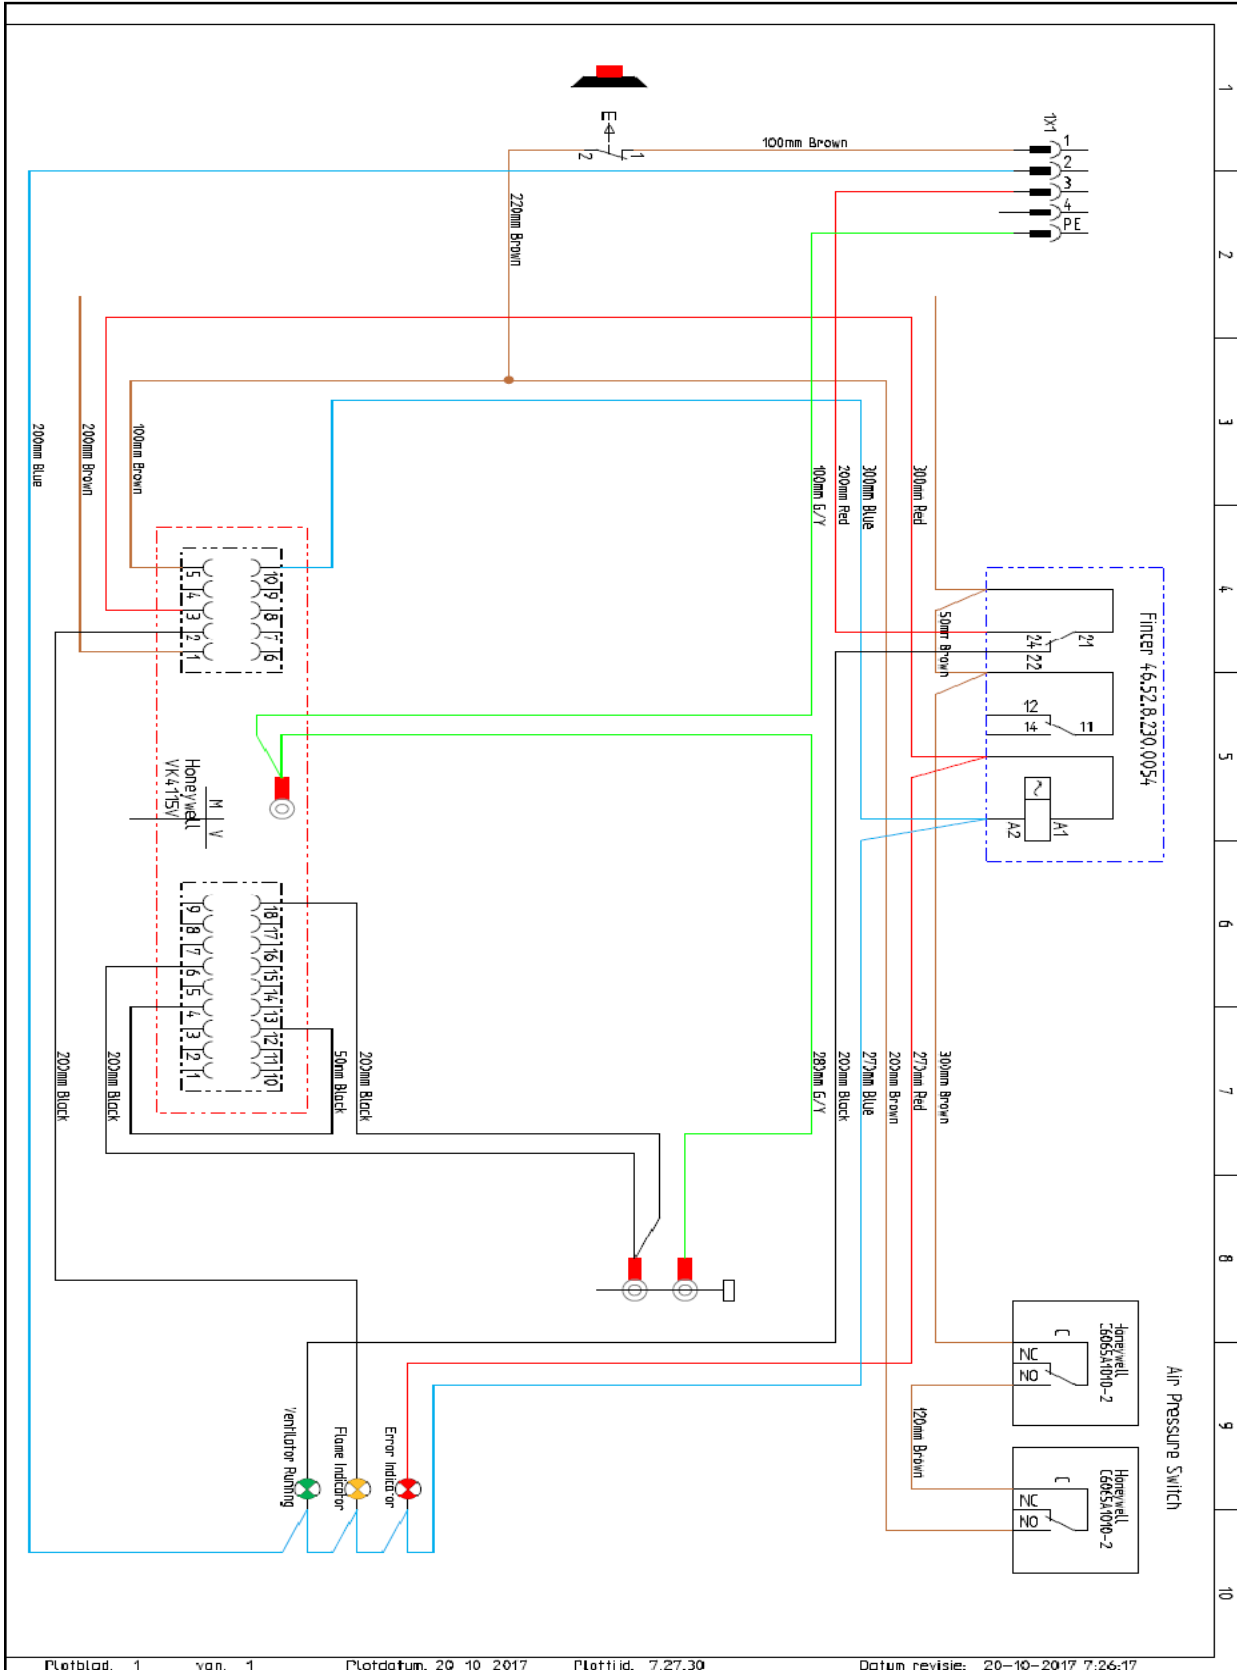 1
2
3
4
5
6
7
8
9
10
1X1
1
2
3
4
PE
E
1
2
100mm Brown
220mm Brown
200mm Blue
200mm Brown
100mm Brown
100mm G/Y
200mm Red
300mm Blue
300mm Red
50mm Brown
Fincer 46.52.8.230.0054
21
24
22
12
14
11
A1
A2
5
4
3
2
1
10
9
8
7
6
Honeywell
VK4115V
M
V
9
8
7
6
5
4
3
2
1
18
17
16
15
14
13
12
11
10
200mm Black
200mm Black
50mm Black
200mm Black
280mm G/Y
200mm Black
270mm Blue
200mm Brown
270mm Red
300mm Brown
Air Pressure Switch
Honeywell
C6065A1010-2
C
NC
NO
120mm Brown
Honeywell
C6065A1010-2
C
NC
NO
Ventilator Running
Flame Indicator
Error Indicator
Plotblad. 1 van. 1 Plotdatum. 20 10 2017 Plottijd. 7.27.30 Datum revisie: 20-10-2017 7:26:17